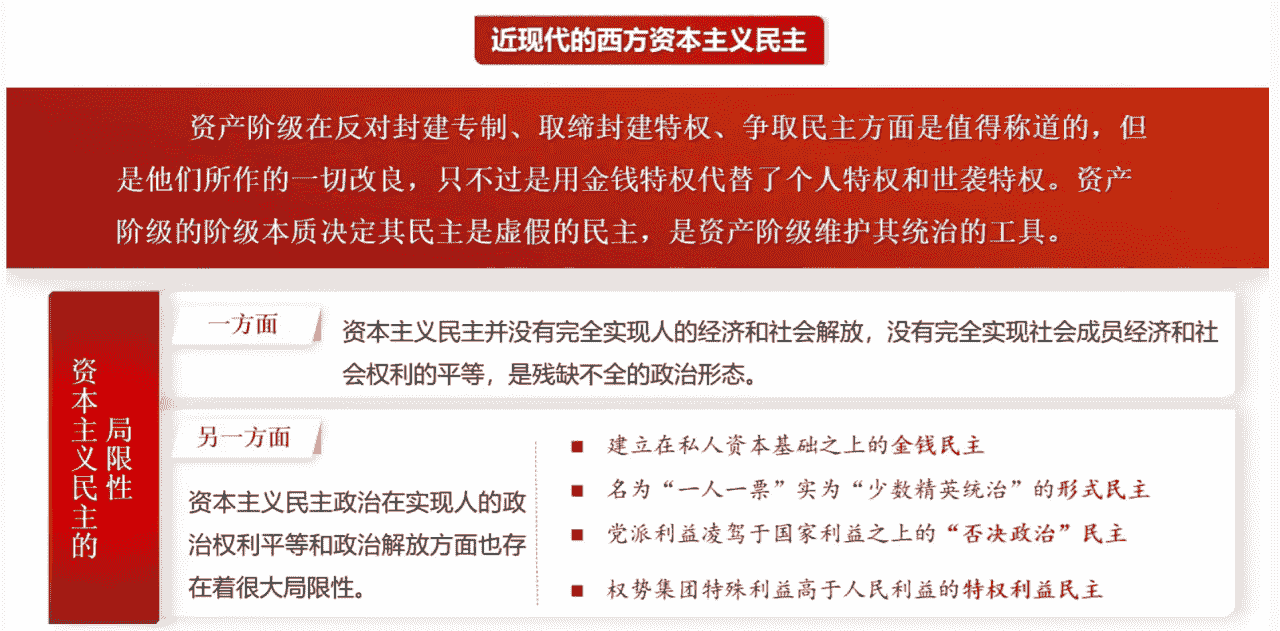 近现代的西方资本主义民主
资产阶级在反对封建专制、取缔封建特权、争取民主方面是值得称道的，但
是他们所作的一切改良，只不过是用金钱特权代替了个人特权和世袭特权。资产
阶级的阶级本质决定其民主是虚假的民主，是资产阶级维护其统治的工具。
资本主义民主的
局限性
一方面
资本主义民主并没有完全实现人的经济和社会解放，没有完全实现社会成员经济和社
会权利的平等，是残缺不全的政治形态。
另一方面
资本主义民主政治在实现人的政
治权利平等和政治解放方面也存
在着很大局限性。
■ 建立在私人资本基础之上的金钱民主
■ 名为“一人一票”实为“少数精英统治”的形式民主
■ 党派利益凌驾于国家利益之上的“否决政治”民主
■ 权势集团特殊利益高于人民利益的特权利益民主